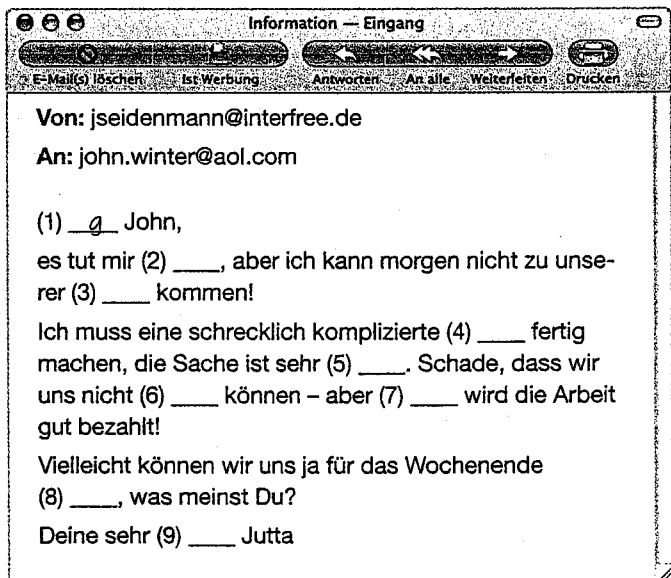 Information — Eingang
E-Mail(s) löschen Ist Werbung Antworten An alle Weiterleiten Drucken
Von: jseidenmann@interfree.de
An: john.winter@aol.com
(1) __a__ John,
es tut mir (2) ____, aber ich kann morgen nicht zu unse-
rer (3) ____ kommen!
Ich muss eine schrecklich komplizierte (4) ____ fertig
machen, die Sache ist sehr (5) ____. Schade, dass wir
uns nicht (6) ____ können – aber (7) ____ wird die Arbeit
gut bezahlt!
Vielleicht können wir uns ja für das Wochenende
(8) ____, was meinst Du?
Deine sehr (9) ____ Jutta